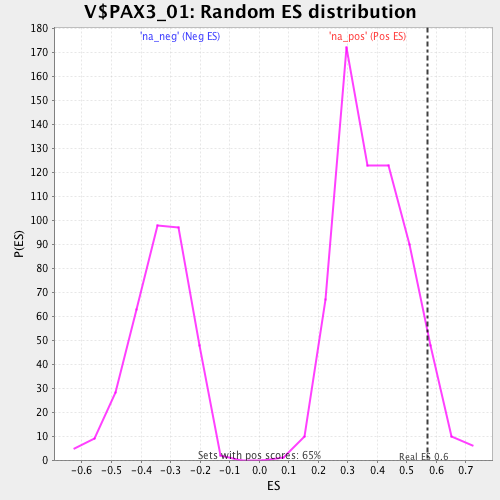 V$PAX3_01: Random ES distribution
'na_neg' (Neg ES)
'na_pos' (Pos ES)
180
170
160
150
140
130
120
110
100
90
80
70
60
50
40
30
20
10
0
P(ES)
Sets with pos scores: 65%
Real ES 0.6
-0.6 -0.5 -0.4 -0.3 -0.2 -0.1 0.0 0.1 0.2 0.3 0.4 0.5 0.6 0.7
ES